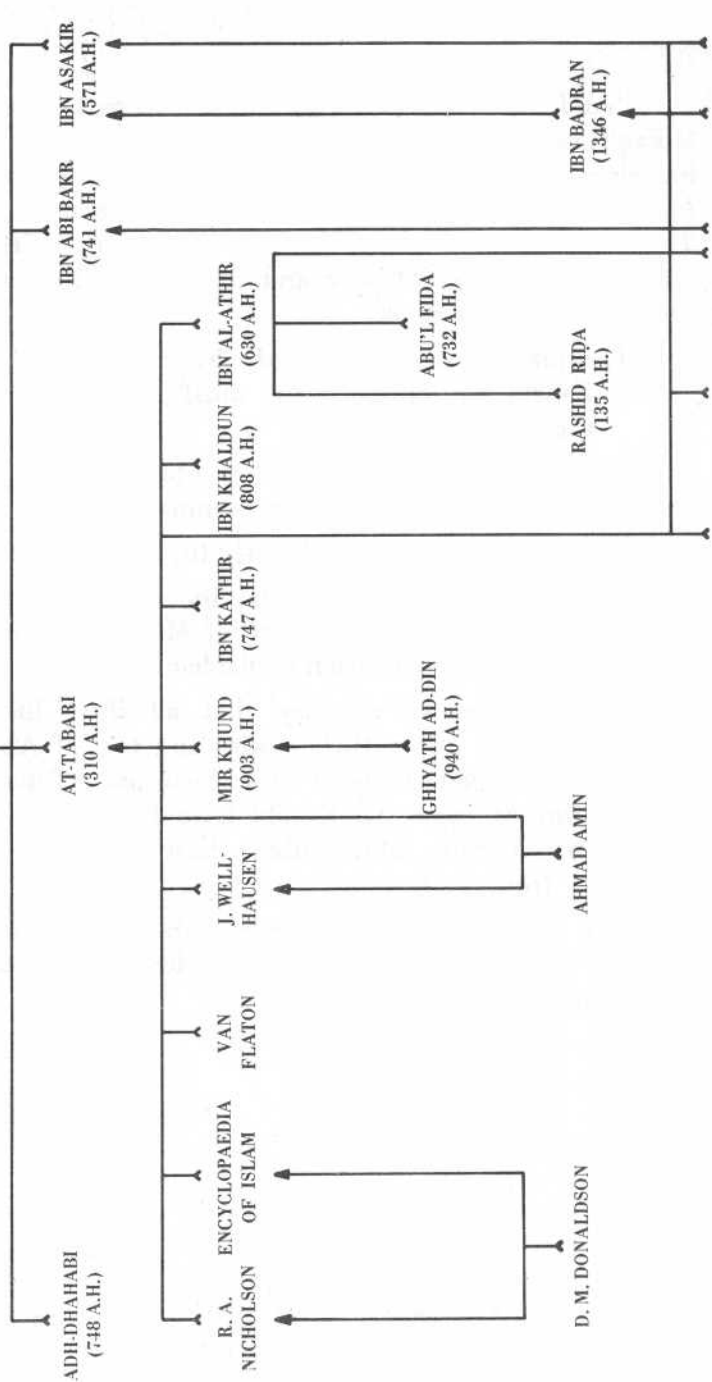 ADH-DHAHABI
(748 A.H.)
AT-TABARI
(310 A.H.)
IBN ABI BAKR
(741 A.H.)
IBN ASAKIR
(571 A.H.)
R. A.
NICHOLSON
ENCYCLOPAEDIA
OF ISLAM
VAN
FLATON
J. WELL-
HAUSEN
MIR KHUND
(903 A.H.)
IBN KATHIR
(747 A.H.)
IBN KHALDUN
(808 A.H.)
IBN AL-ATHIR
(630 A.H.)
GHIYATH AD-DIN
(940 A.H.)
ABU'L FIDA
(732 A.H.)
D. M. DONALDSON
AHMAD AMIN
RASHID RIDA
(135 A.H.)
IBN BADRAN
(1346 A.H.)